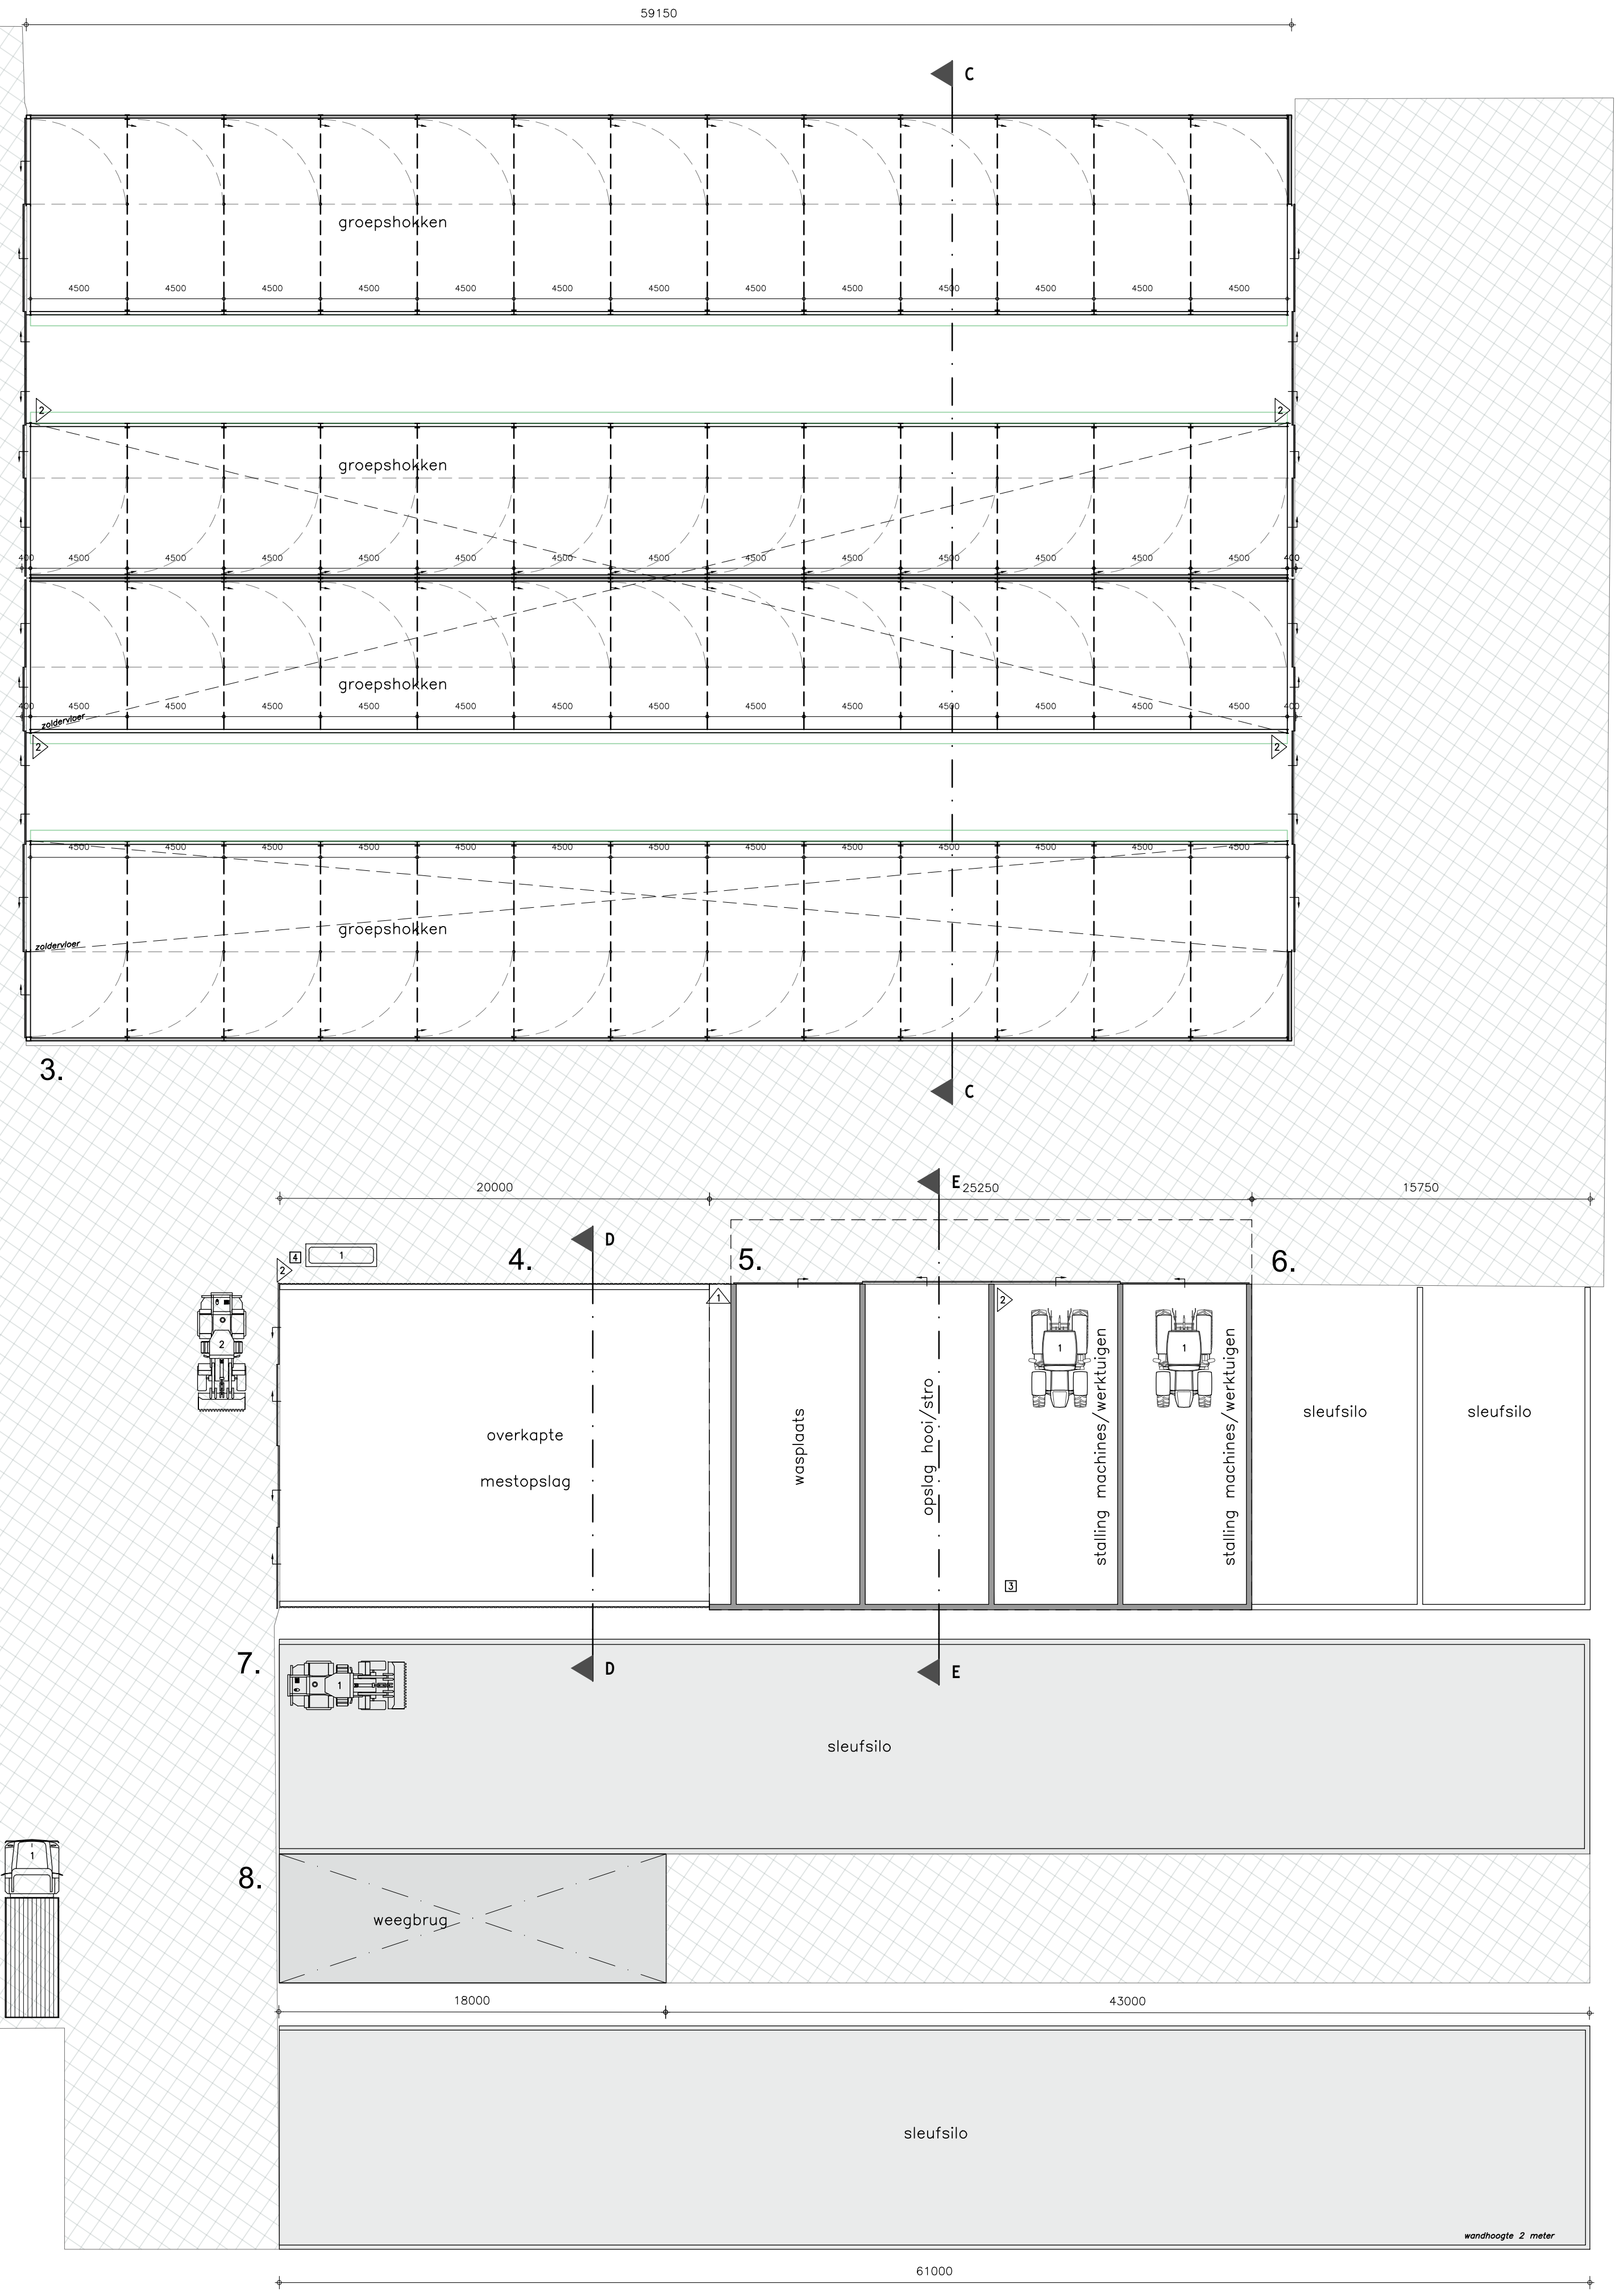 59150
C
groepshokken
4500 4500 4500 4500 4500 4500 4500 4500 4500 4500 4500 4500 4500
2 2
groepshokken
400 4500 4500 4500 4500 4500 4500 4500 4500 4500 4500 4500 4500 4500 400
groepshokken
400 4500 4500 4500 4500 4500 4500 4500 4500 4500 4500 4500 4500 4500 400
zoldervloer
2 2
4500 4500 4500 4500 4500 4500 4500 4500 4500 4500 4500 4500 4500
groepshokken
zoldervloer
3.
C
20000 E 25250 15750
D
4 1 4. 5. 6.
2
1 2
2
1 1
wasplaats
opslag hooi/stro
stalling machines/werktuigen
stalling machines/werktuigen
sleufsilo sleufsilo
overkapte
mestopslag
3
7.
D E
1
sleufsilo
1
8.
weegbrug
18000 43000
sleufsilo
wandhoogte 2 meter
61000